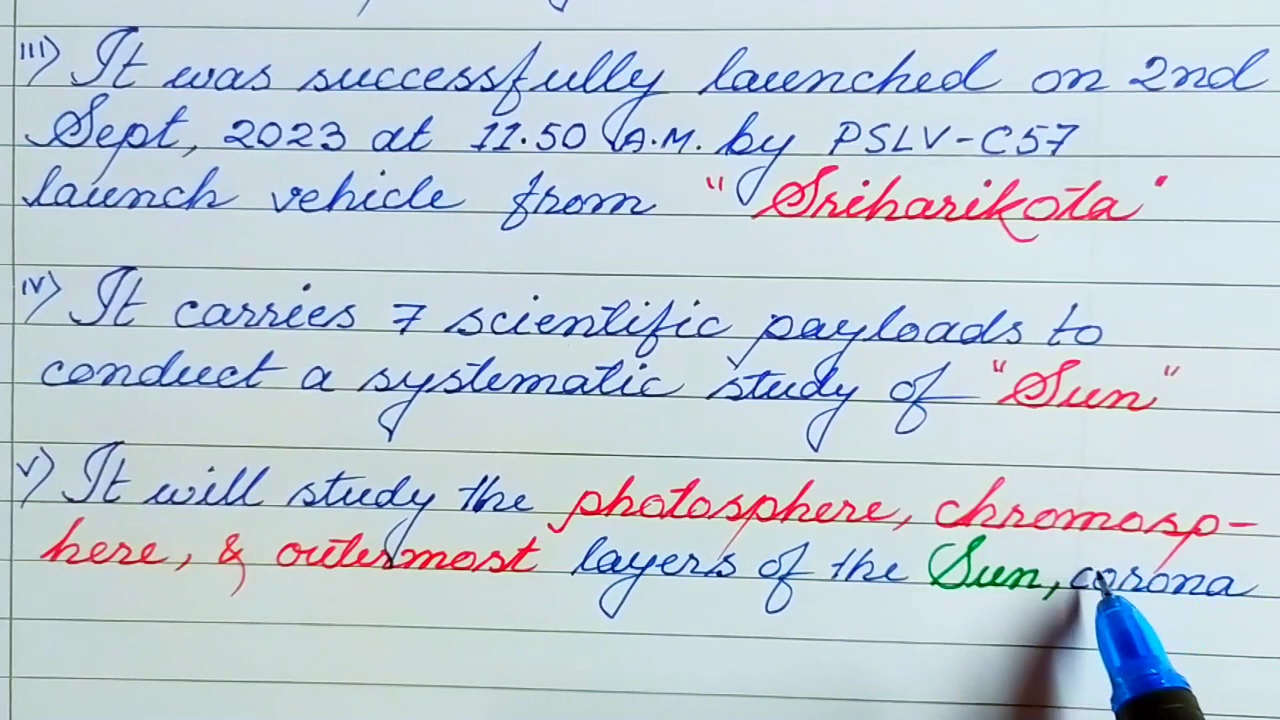 III) It was successfully launched on 2nd
Sept, 2023 at 11.50 A.M. by PSLV-C57
launch vehicle from "Sriharikota"
IV) It carries 7 scientific payloads to
conduct a systematic study of "Sun"
V) It will study the photosphere, chromosp-
here, & outermost layers of the Sun, corona